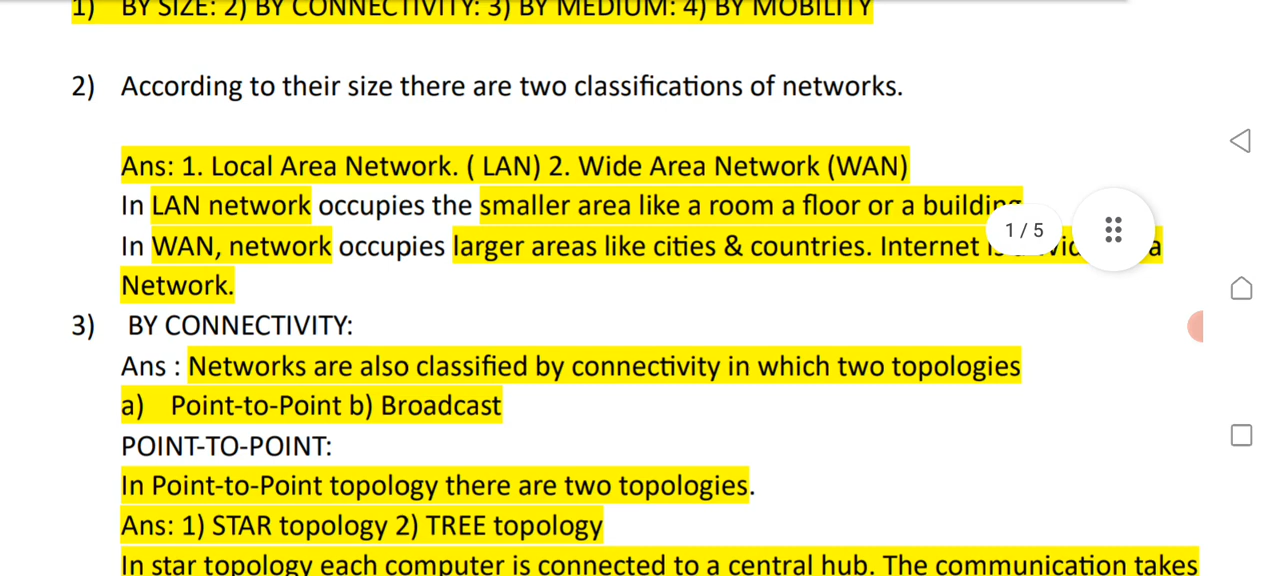 1) BY SIZE: 2) BY CONNECTIVITY: 3) BY MEDIUM: 4) BY MOBILITY
2) According to their size there are two classifications of networks.
Ans: 1. Local Area Network. ( LAN) 2. Wide Area Network (WAN)
In LAN network occupies the smaller area like a room a floor or a building
In WAN, network occupies larger areas like cities & countries. Internet a
1 / 5
Network.
3) BY CONNECTIVITY:
Ans : Networks are also classified by connectivity in which two topologies
a) Point-to-Point b) Broadcast
POINT-TO-POINT:
In Point-to-Point topology there are two topologies.
Ans: 1) STAR topology 2) TREE topology
In star topology each computer is connected to a central hub. The communication takes